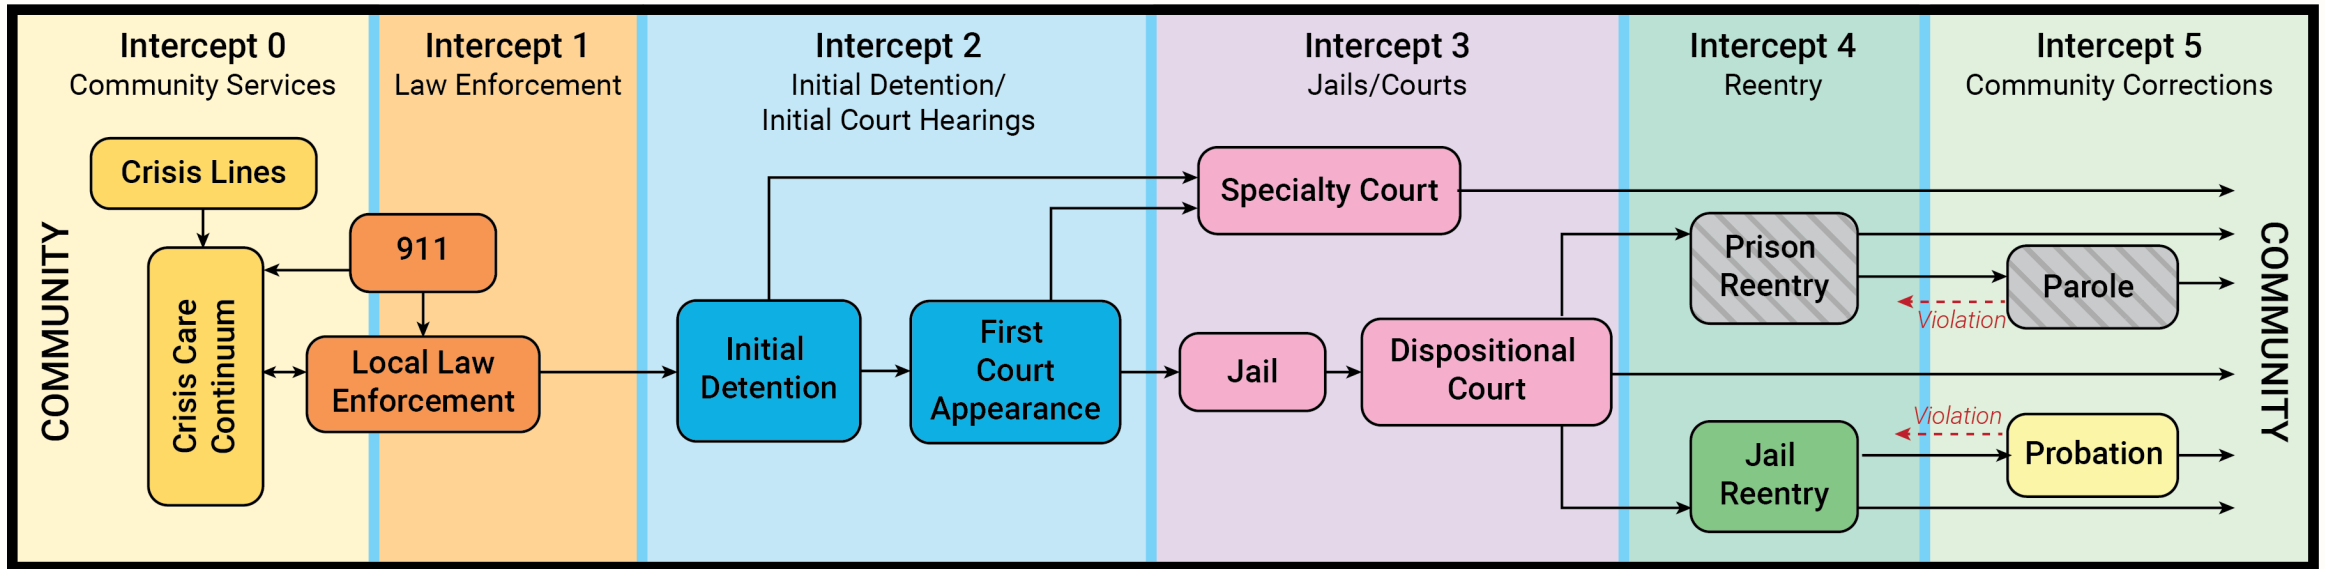 Intercept 0
Community Services
Intercept 1
Law Enforcement
Intercept 2
Initial Detention/
Initial Court Hearings
Intercept 3
Jails/Courts
Intercept 4
Reentry
Intercept 5
Community Corrections
COMMUNITY
Crisis Lines
Crisis Care
Continuum
911
Local Law
Enforcement
Initial
Detention
First
Court
Appearance
Specialty Court
Jail
Dispositional
Court
Prison
Reentry
Parole
Violation
Jail
Reentry
Violation
Probation
COMMUNITY